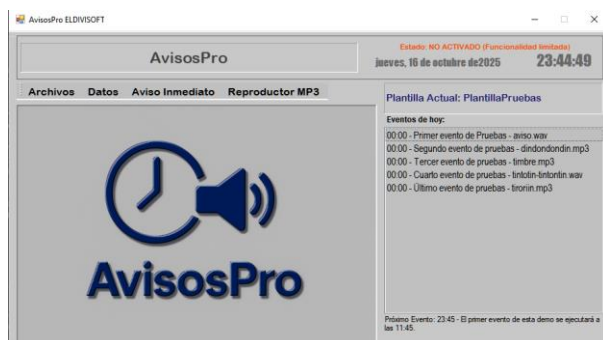 AvisosPro ELDIVISOFT
AvisosPro
Estado: NO ACTIVADO (Funcionalidad limitada)
jueves, 16 de octubre de2025
23:44:49
Archivos Datos Aviso Inmediato Reproductor MP3
Plantilla Actual: PlantillaPruebas
Eventos de hoy:
00:00 - Primer evento de Pruebas - aviso.wav
00:00 - Segundo evento de pruebas - dindondondin.mp3
00:00 - Tercer evento de pruebas - timbre.mp3
00:00 - Cuarto evento de pruebas - tintotin-tintontin.wav
00:00 - Último evento de pruebas - tiroriin.mp3
AvisosPro
Próximo Evento: 23:45 - El primer evento de esta demo se ejecutará a
las 11:45.